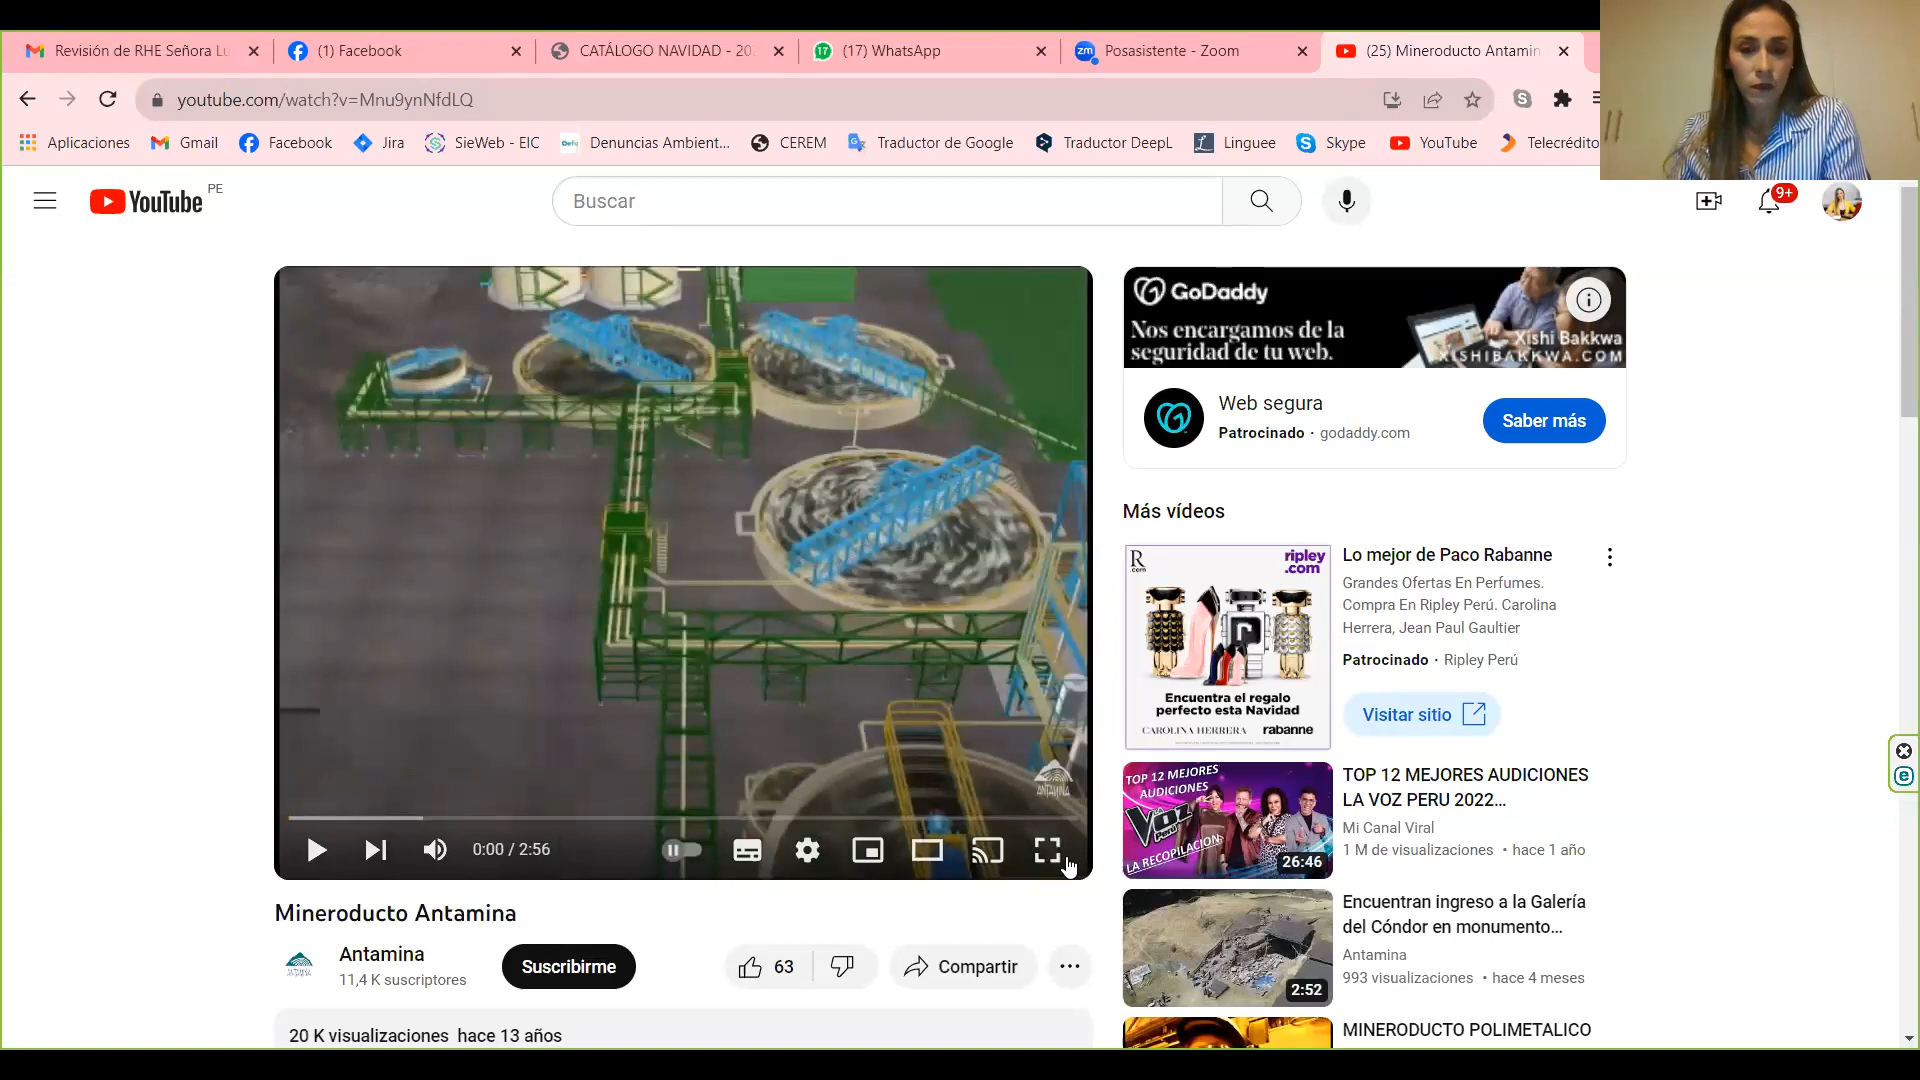 Revisión de RHE Señora Lu
(1) Facebook
CATÁLOGO NAVIDAD - 20
(17) WhatsApp
Posasistente - Zoom
(25) Mineroducto Antamin
youtube.com/watch?v=Mnu9ynNfdLQ
Aplicaciones
Gmail
Facebook
Jira
SieWeb - EIC
Denuncias Ambient...
CEREM
Traductor de Google
Traductor DeepL
Linguee
Skype
YouTube
Telecrédito
YouTube PE
Buscar
9+
GoDaddy
Nos encargamos de la
seguridad de tu web.
Xishi Bakkwa
XISHIBAKKWA.COM
Web segura
Patrocinado · godaddy.com
Saber más
Más vídeos
R
.com
ripley
.com
Encuentra el regalo
perfecto esta Navidad
CAROLINA HERRERA rabanne
Lo mejor de Paco Rabanne
Grandes Ofertas En Perfumes.
Compra En Ripley Perú. Carolina
Herrera, Jean Paul Gaultier
Patrocinado · Ripley Perú
Visitar sitio
TOP 12 MEJORES
AUDICIONES
La Voz
PERU
LA RECOPILACION
26:46
TOP 12 MEJORES AUDICIONES
LA VOZ PERU 2022...
Mi Canal Viral
1 M de visualizaciones • hace 1 año
2:52
Encuentran ingreso a la Galería
del Cóndor en monumento...
Antamina
993 visualizaciones • hace 4 meses
MINERODUCTO POLIMETALICO
ANTAMINA
0:00 / 2:56
Mineroducto Antamina
Antamina
11,4 K suscriptores
Suscribirme
63
Compartir
20 K visualizaciones hace 13 años